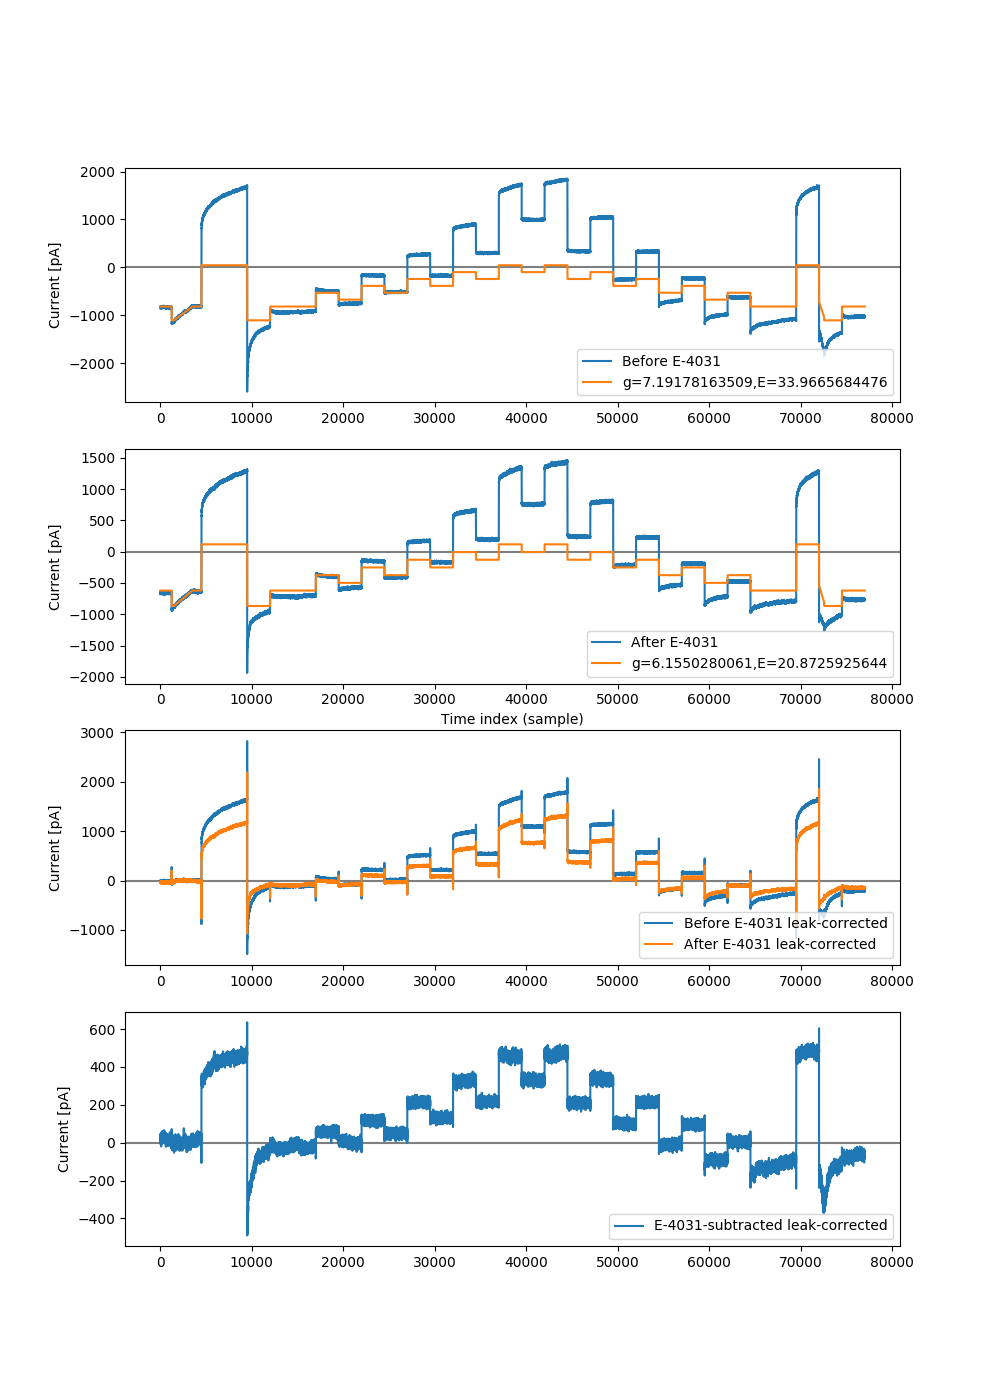 2000
1000
0
−1000
−2000
Current [pA]
Before E-4031
g=7.19178163509,E=33.9665684476
0 10000 20000 30000 40000 50000 60000 70000 80000
1500
1000
500
0
−500
−1000
−1500
−2000
Current [pA]
After E-4031
g=6.1550280061,E=20.8725925644
0 10000 20000 30000 40000 50000 60000 70000 80000
Time index (sample)
3000
2000
1000
0
−1000
Current [pA]
Before E-4031 leak-corrected
After E-4031 leak-corrected
0 10000 20000 30000 40000 50000 60000 70000 80000
600
400
200
0
−200
−400
Current [pA]
E-4031-subtracted leak-corrected
0 10000 20000 30000 40000 50000 60000 70000 80000